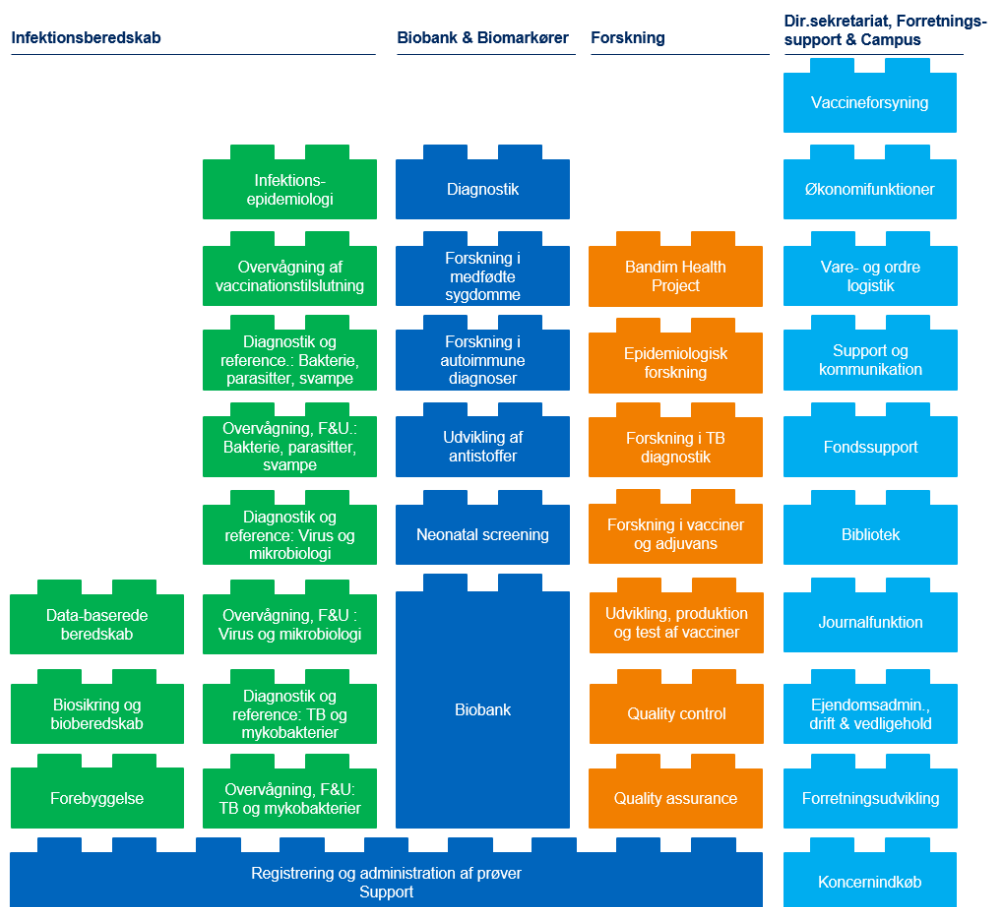 Infektionsberedskab
Biobank & Biomarkører
Forskning
Dir.sekretariat, Forretnings-
support & Campus
Data-baserede
beredskab
Biosikring og
bioberedskab
Forebyggelse
Infektions-
epidemiologi
Overvågning af
vaccinationstilslutning
Diagnostik og
reference.: Bakterie,
parasitter, svampe
Overvågning, F&U.:
Bakterie, parasitter,
svampe
Diagnostik og
reference: Virus og
mikrobiologi
Overvågning, F&U :
Virus og mikrobiologi
Diagnostik og
reference: TB og
mykobakterier
Overvågning, F&U:
TB og mykobakterier
Diagnostik
Forskning i
medfødte
sygdomme
Forskning i
autoimmune
diagnoser
Udvikling af
antistoffer
Neonatal screening
Biobank
Bandim Health
Project
Epidemiologisk
forskning
Forskning i TB
diagnostik
Forskning i vacciner
og adjuvans
Udvikling, produktion
og test af vacciner
Quality control
Quality assurance
Vaccineforsyning
Økonomifunktioner
Vare- og ordre
logistik
Support og
kommunikation
Fondssupport
Bibliotek
Journalfunktion
Ejendomsadmin.,
drift & vedligehold
Forretningsudvikling
Koncernindkøb
Registrering og administration af prøver
Support